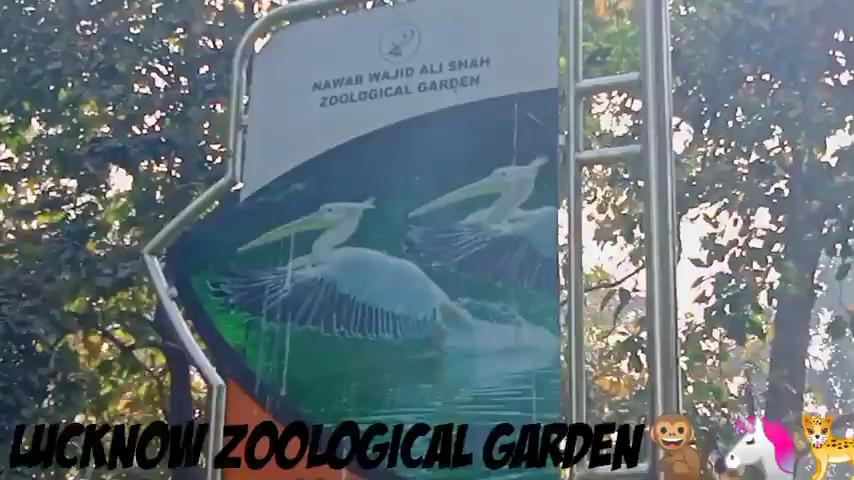 NAWAB WAJID ALI SHAH
ZOOLOGICAL GARDEN
LUCKNOW ZOOLOGICAL GARDEN🐒🦄🐆